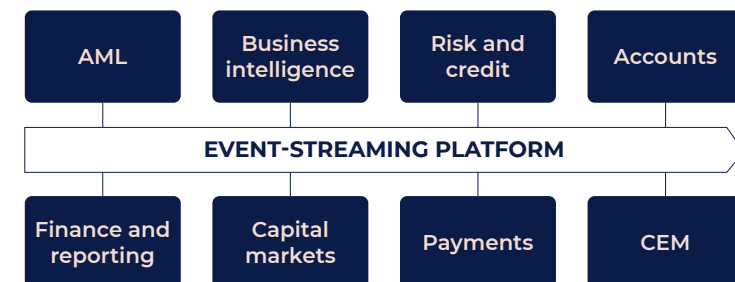 AML
Business
intelligence
Risk and
credit
Accounts
EVENT-STREAMING PLATFORM
Finance and
reporting
Capital
markets
Payments
CEM